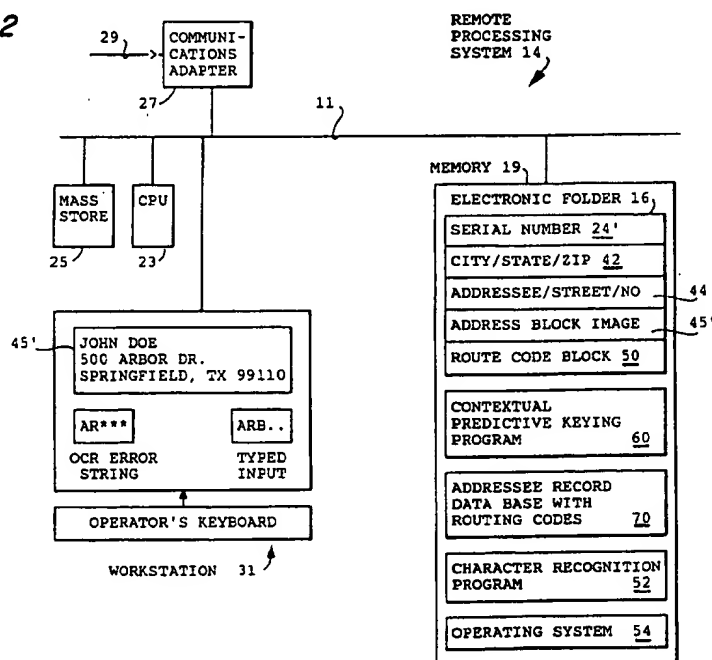 2
29
COMMUNI-
CATIONS
ADAPTER
27
REMOTE
PROCESSING
SYSTEM 14
11
MASS
STORE
25
CPU
23
MEMORY 19
ELECTRONIC FOLDER 16
SERIAL NUMBER 24'
CITY/STATE/ZIP 42
ADDRESSEE/STREET/NO
44
ADDRESS BLOCK IMAGE
45'
ROUTE CODE BLOCK 50
45'
JOHN DOE
500 ARBOR DR.
SPRINGFIELD, TX 99110
AR***
OCR ERROR
STRING
ARB..
TYPED
INPUT
OPERATOR'S KEYBOARD
WORKSTATION 31
CONTEXTUAL
PREDICTIVE KEYING
PROGRAM 60
ADDRESSEE RECORD
DATA BASE WITH
ROUTING CODES 70
CHARACTER RECOGNITION
PROGRAM 52
OPERATING SYSTEM 54